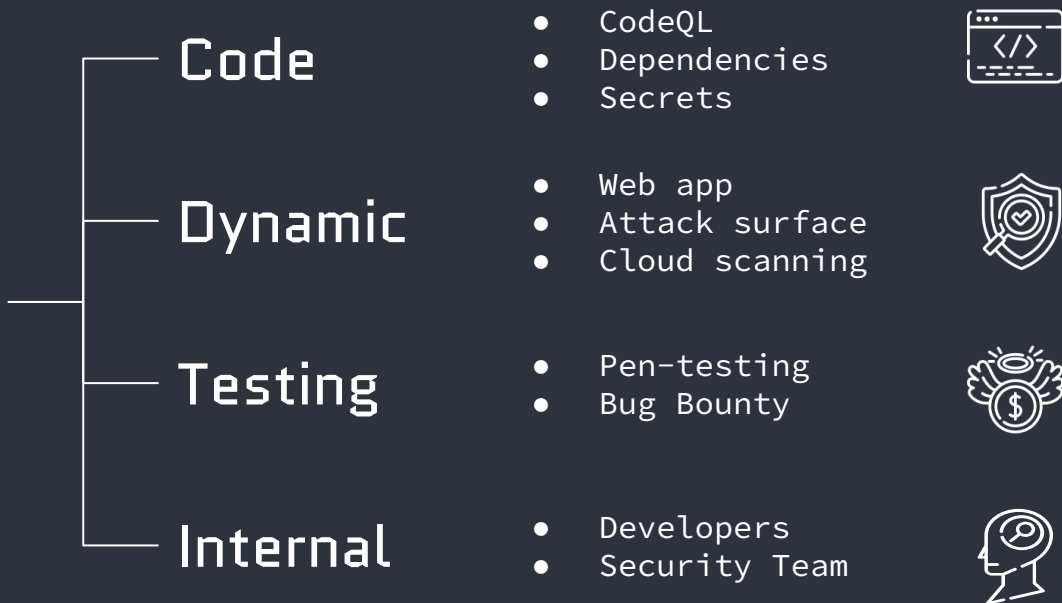 Code
● CodeQL
● Dependencies
● Secrets
</>
Dynamic
● Web app
● Attack surface
● Cloud scanning
Testing
● Pen-testing
● Bug Bounty
$
Internal
● Developers
● Security Team